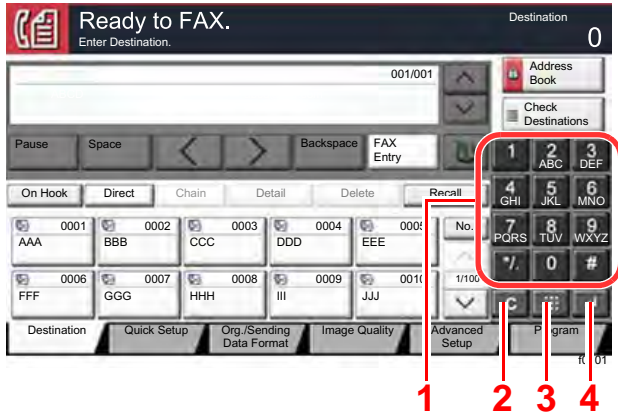 Ready to FAX.
Enter Destination.
Destination
0
001/001
Address
Book
Check
Destinations
Pause
Space
Backspace
FAX
Entry
1
2
ABC
3
DEF
On Hook
Direct
Chain
Detail
Delete
Recall
4
GHI
5
JKL
6
MNO
0001
AAA
0002
BBB
0003
CCC
0004
DDD
0005
EEE
No.
7
PQRS
8
TUV
9
WXYZ
*/.
0
#
0006
FFF
0007
GGG
0008
HHH
0009
III
0010
JJJ
1/100
C
Destination
Quick Setup
Org./Sending
Data Format
Image Quality
Advanced
Setup
Program
1
2
3
4